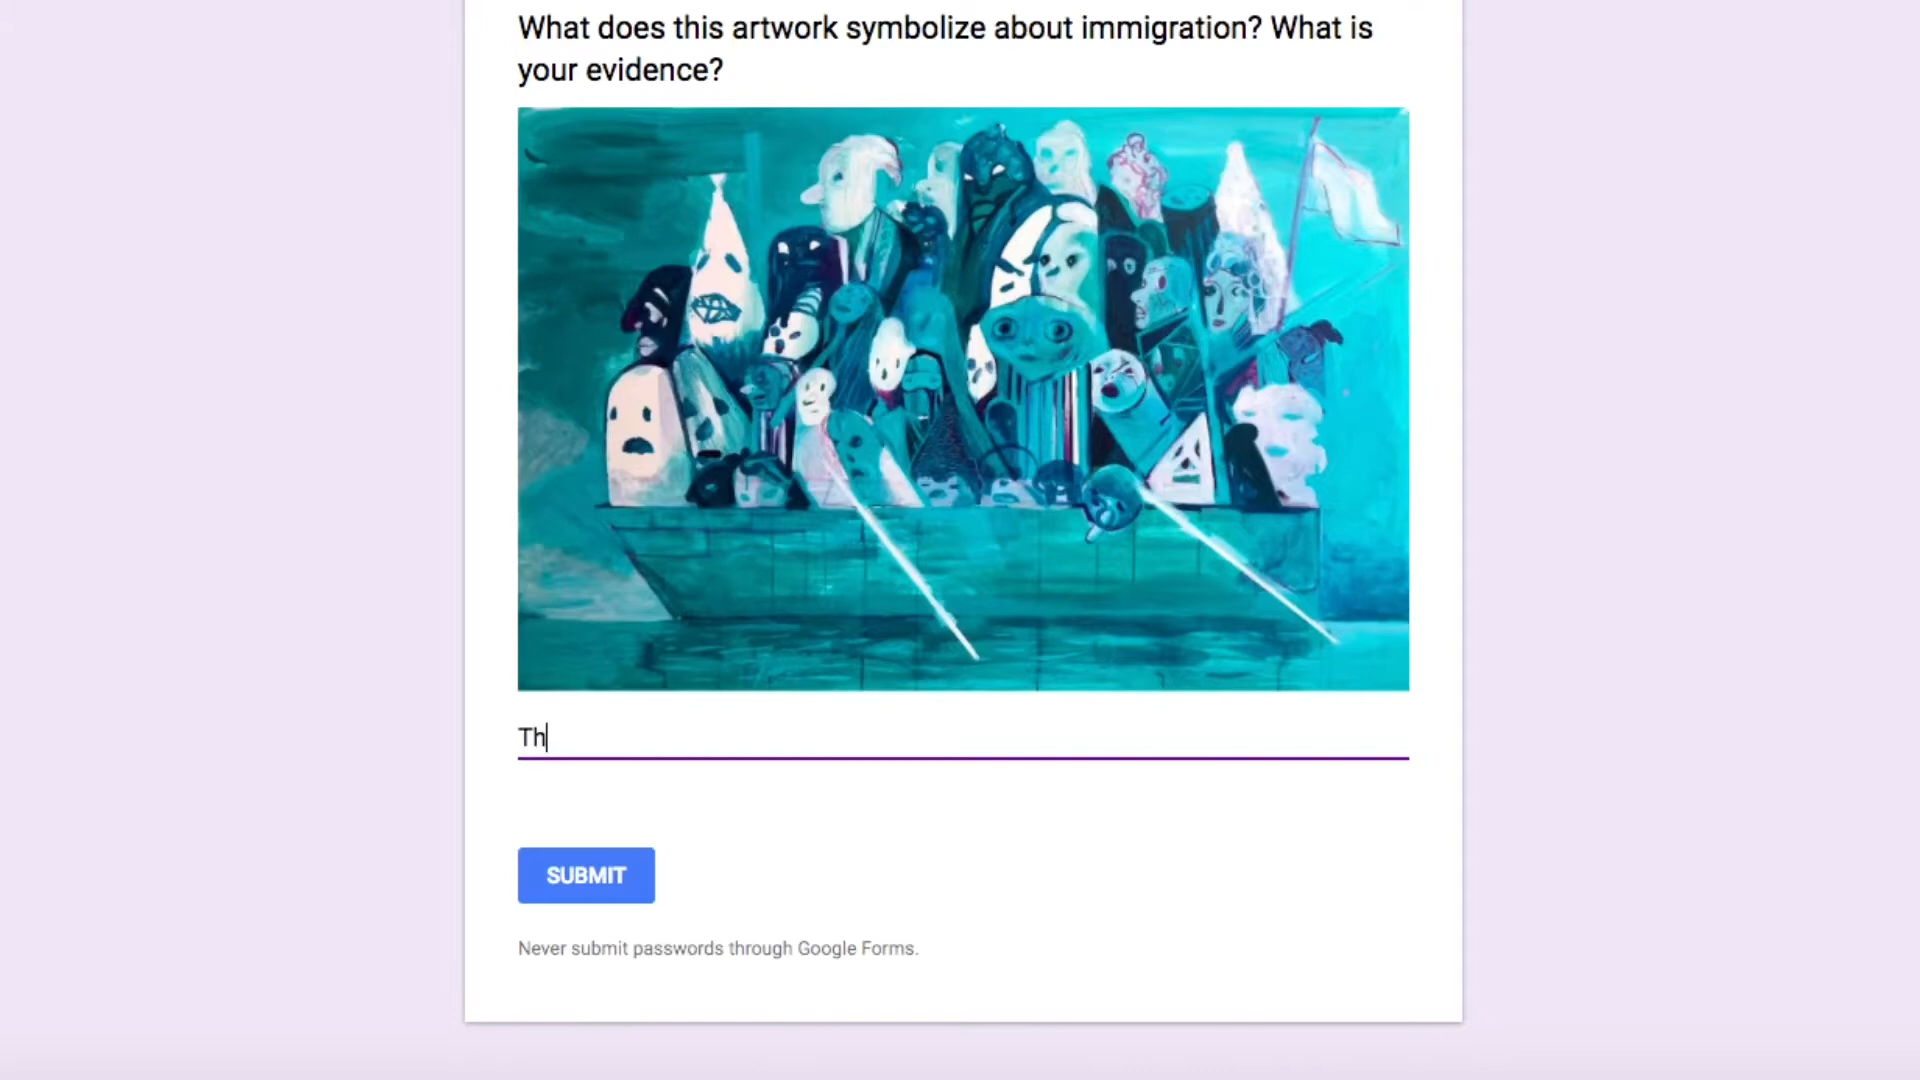 What does this artwork symbolize about immigration? What is
your evidence?
Th
SUBMIT
Never submit passwords through Google Forms.